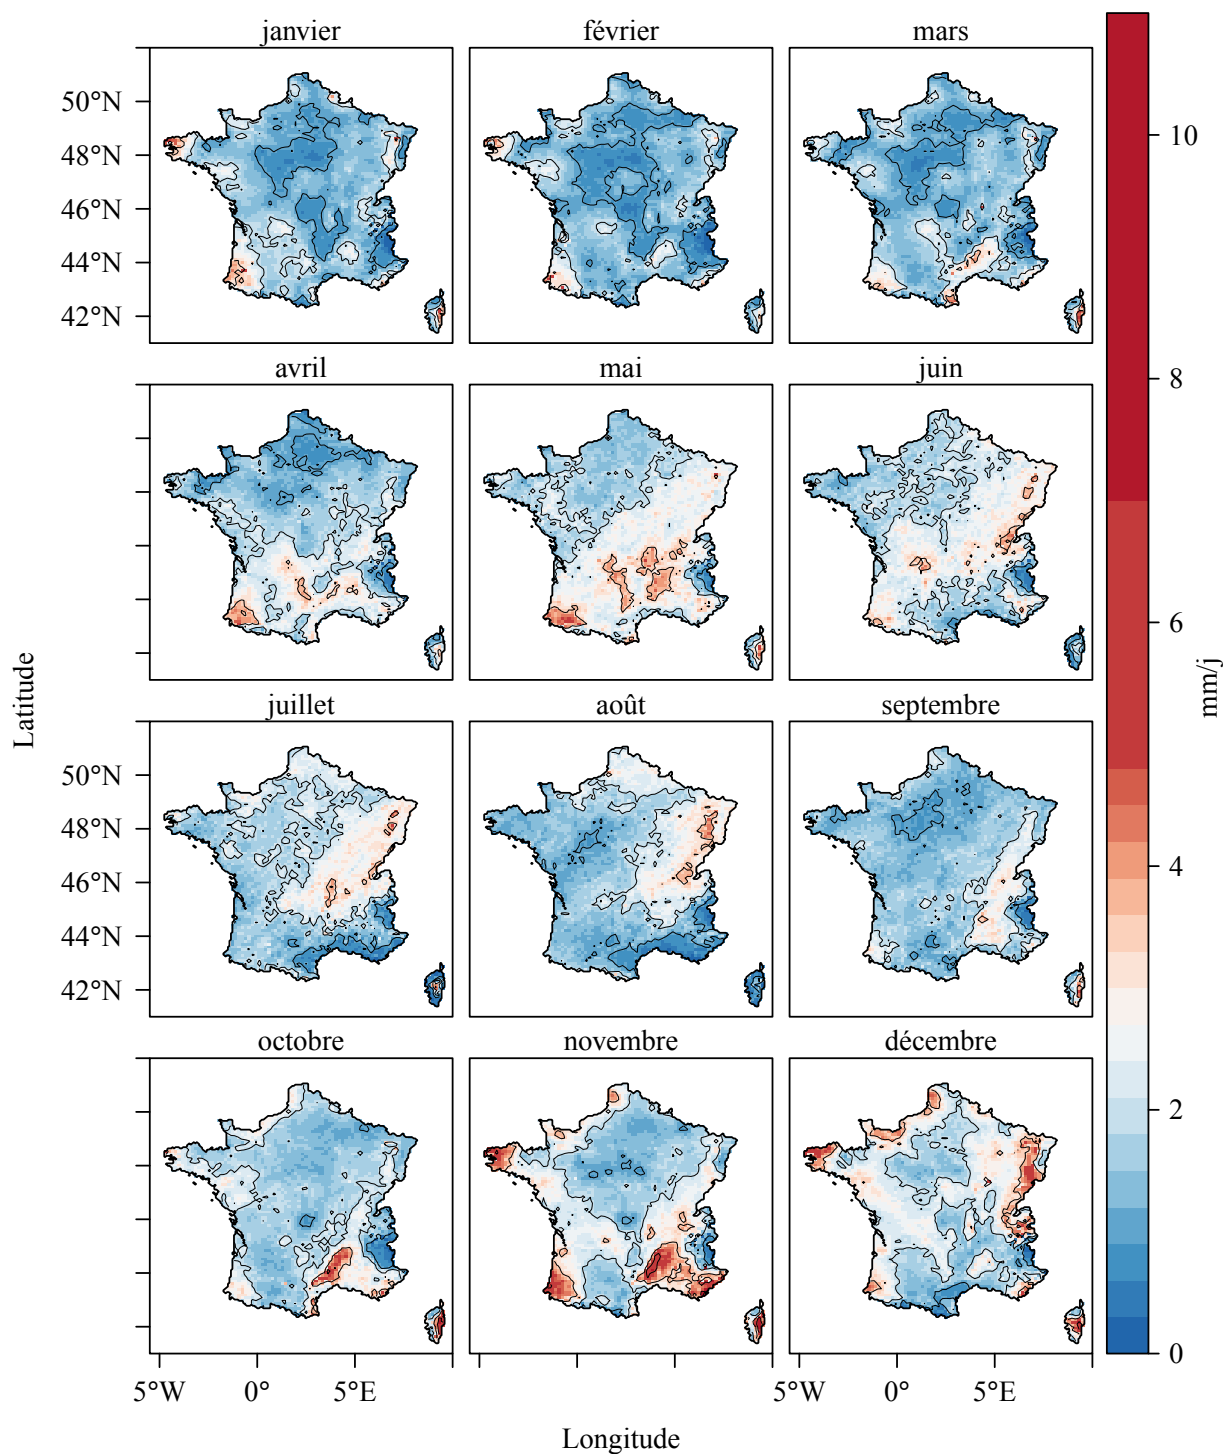 janvier février mars
50°N
48°N
46°N
44°N
42°N
10
8
avril mai juin
6
mm/j
Latitude
juillet août septembre
50°N
48°N
46°N
44°N
42°N
4
octobre novembre décembre
2
0
5°W 0° 5°E 5°W 0° 5°E
Longitude